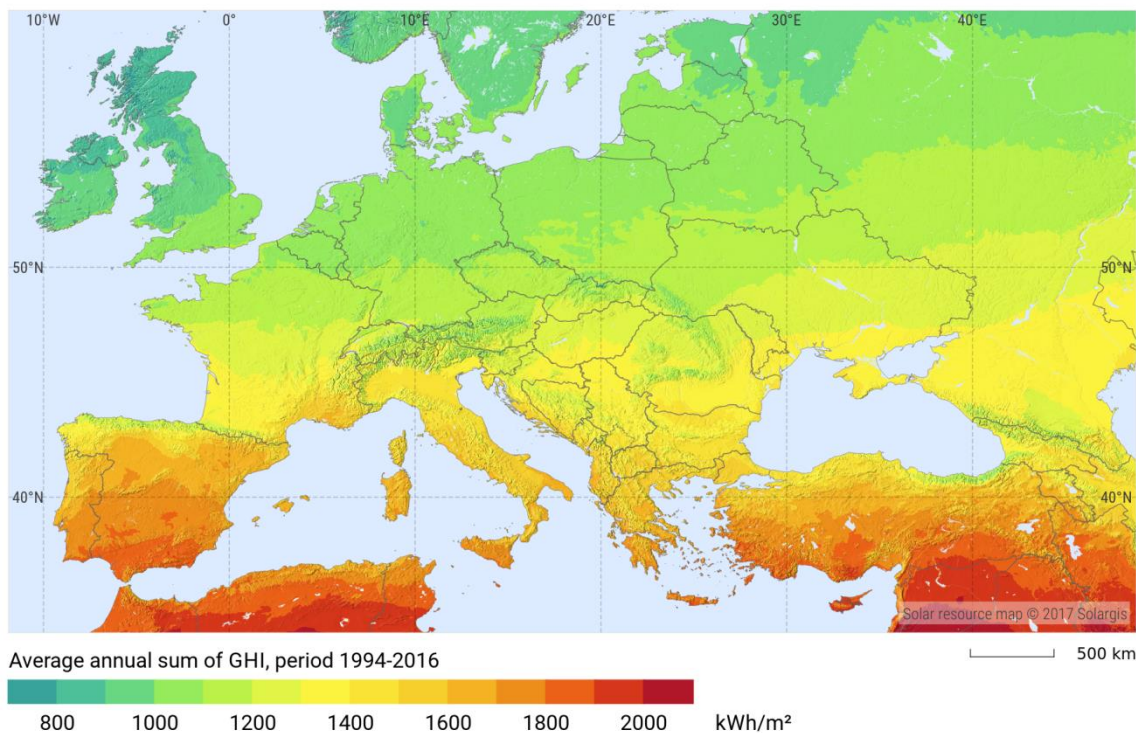 10°W 0° 10°E 20°E 30°E 40°E
50°N 50°N
40°N 40°N
Solar resource map © 2017 Solargis
Average annual sum of GHI, period 1994-2016
500 km
800 1000 1200 1400 1600 1800 2000 kWh/m²